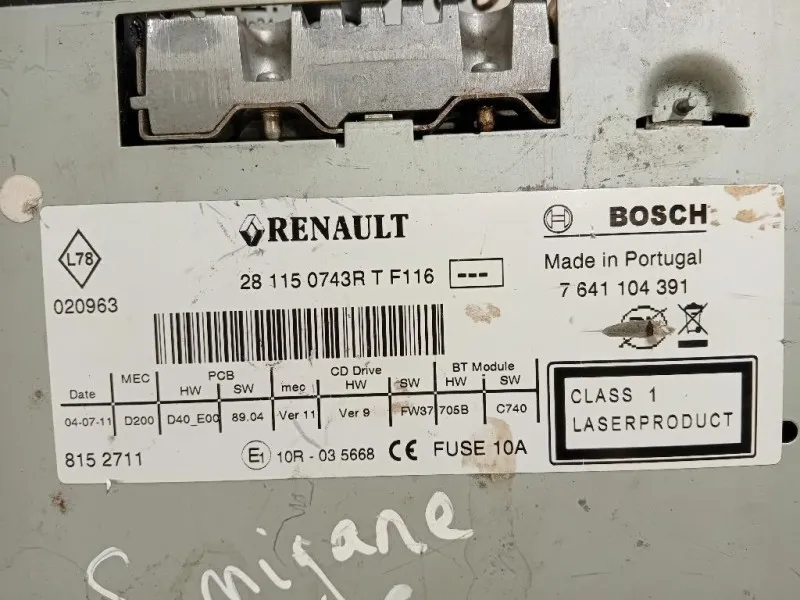 RENAULT
BOSCH
L78
28 115 0743R T F116 ---
Made in Portugal
020963
7 641 104 391
PCB CD Drive BT Module
Date MEC HW SW mec HW SW HW SW
04-07-11 D200 D40_E00 89.04 Ver 11 Ver 9 FW37 705B C740
CLASS 1
LASERPRODUCT
815 2711 E1 10R - 03 5668 CE FUSE 10A
migane